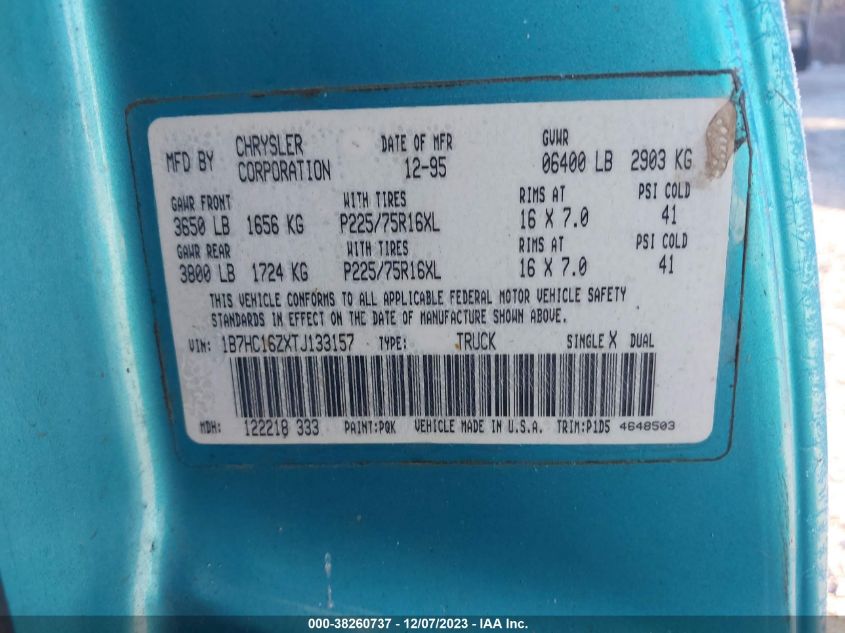 MFD BY CHRYSLER CORPORATION DATE OF MFR 12-95 GVWR 06400 LB 2903 KG
GAWR FRONT WITH TIRES RIMS AT PSI COLD
3650 LB 1656 KG P225/75R16XL 16 X 7.0 41
GAWR REAR WITH TIRES RIMS AT PSI COLD
3800 LB 1724 KG P225/75R16XL 16 X 7.0 41
THIS VEHICLE CONFORMS TO ALL APPLICABLE FEDERAL MOTOR VEHICLE SAFETY
STANDARDS IN EFFECT ON THE DATE OF MANUFACTURE SHOWN ABOVE.
VIN: 1B7HC16ZXTJ133157 TYPE: TRUCK SINGLE X DUAL
MDH: 122218 333 PAINT:PQK VEHICLE MADE IN U.S.A. TRIM:P1D5 4648503
000-38260737 - 12/07/2023 - IAA Inc.